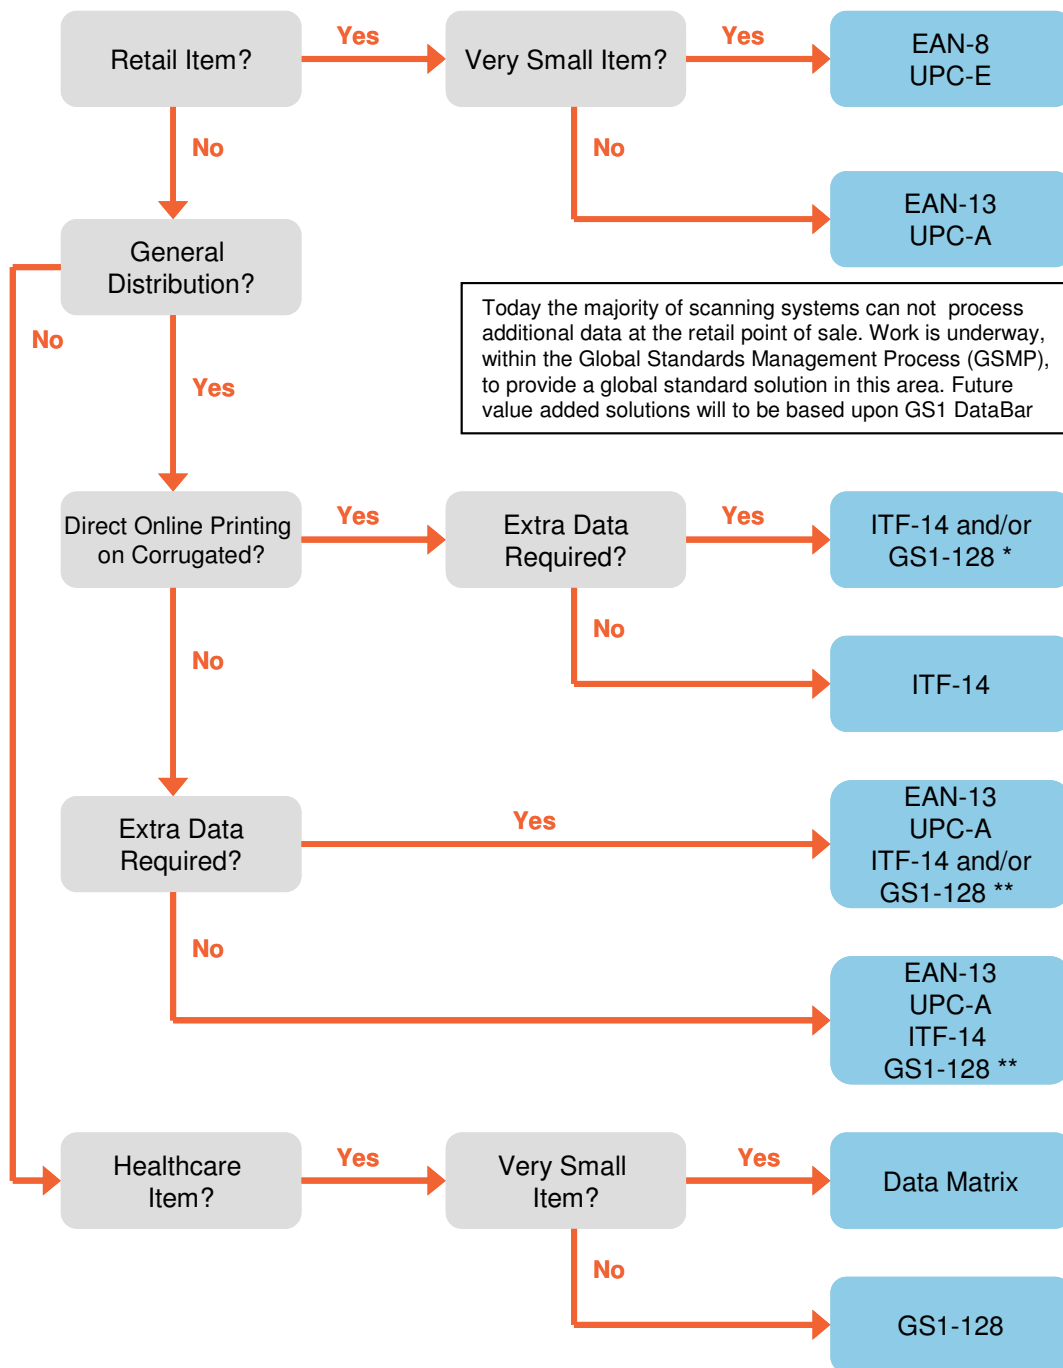 Retail Item?
Yes
Very Small Item?
Yes
EAN-8
UPC-E
No
No
EAN-13
UPC-A
General
Distribution?
No
Yes
Today the majority of scanning systems can not process
additional data at the retail point of sale. Work is underway,
within the Global Standards Management Process (GSMP),
to provide a global standard solution in this area. Future
value added solutions will to be based upon GS1 DataBar
Direct Online Printing
on Corrugated?
Yes
Extra Data
Required?
Yes
ITF-14 and/or
GS1-128 *
No
No
ITF-14
Extra Data
Required?
Yes
EAN-13
UPC-A
ITF-14 and/or
GS1-128 **
No
EAN-13
UPC-A
ITF-14
GS1-128 **
Healthcare
Item?
Yes
Very Small
Item?
Yes
Data Matrix
No
GS1-128